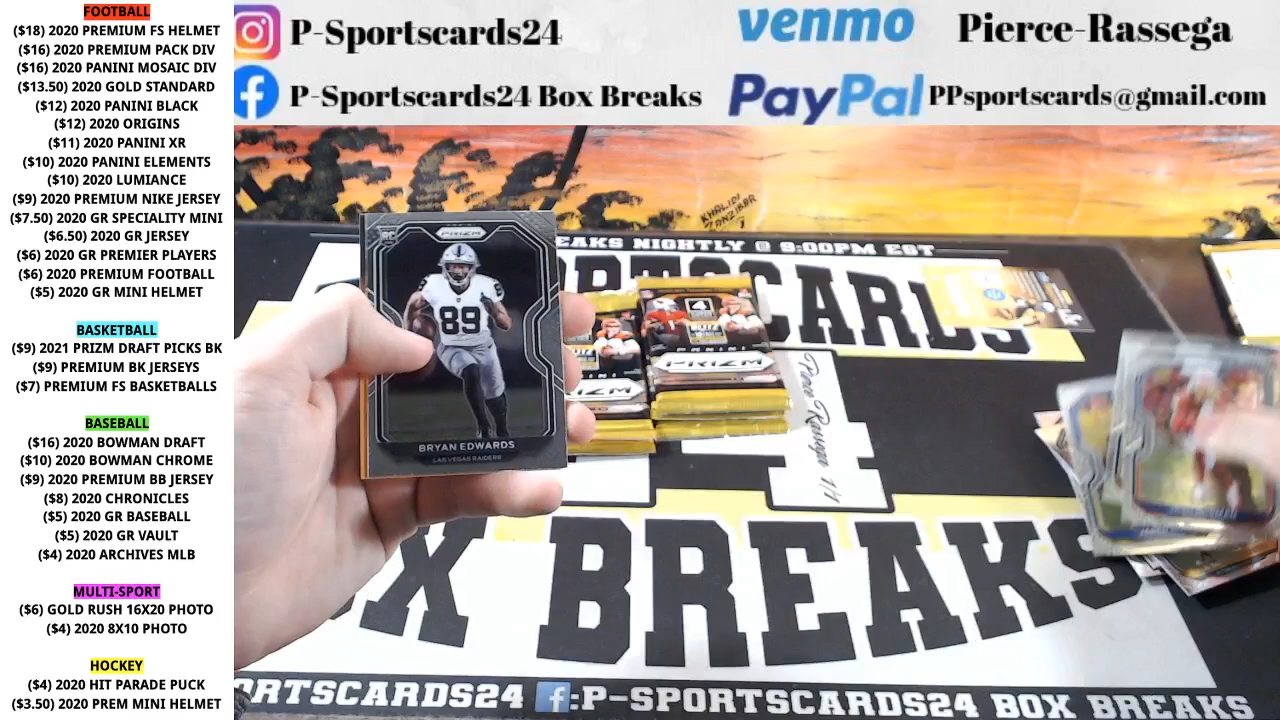 FOOTBALL
($18) 2020 PREMIUM FS HELMET
($16) 2020 PREMIUM PACK DIV
($16) 2020 PANINI MOSAIC DIV
($13.50) 2020 GOLD STANDARD
($12) 2020 PANINI BLACK
($12) 2020 ORIGINS
($11) 2020 PANINI XR
($10) 2020 PANINI ELEMENTS
($10) 2020 LUMIANCE
($9) 2020 PREMIUM NIKE JERSEY
($7.50) 2020 GR SPECIALITY MINI
($6.50) 2020 GR JERSEY
($6) 2020 GR PREMIER PLAYERS
($6) 2020 PREMIUM FOOTBALL
($5) 2020 GR MINI HELMET
BASKETBALL
($9) 2021 PRIZM DRAFT PICKS BK
($9) PREMIUM BK JERSEYS
($7) PREMIUM FS BASKETBALLS
BASEBALL
($16) 2020 BOWMAN DRAFT
($10) 2020 BOWMAN CHROME
($9) 2020 PREMIUM BB JERSEY
($8) 2020 CHRONICLES
($5) 2020 GR BASEBALL
($5) 2020 GR VAULT
($4) 2020 ARCHIVES MLB
MULTI-SPORT
($6) GOLD RUSH 16X20 PHOTO
($4) 2020 8X10 PHOTO
HOCKEY
($4) 2020 HIT PARADE PUCK
($3.50) 2020 PREM MINI HELMET
P-Sportscards24
P-Sportscards24 Box Breaks
venmo Pierce-Rassega
PayPal PPsportscards@gmail.com
KHALIDI
ZANZIBAR
EAKS NIGHTLY @ 9:00PM EST
ORTSCARDS
X BREAKS
PRIZM
RC
89
BRYAN EDWARDS
LAS VEGAS RAIDERS
4
PANINI
PRIZM
ORTSCARDS24 f:P-SPORTSCARDS24 BOX BREAKS